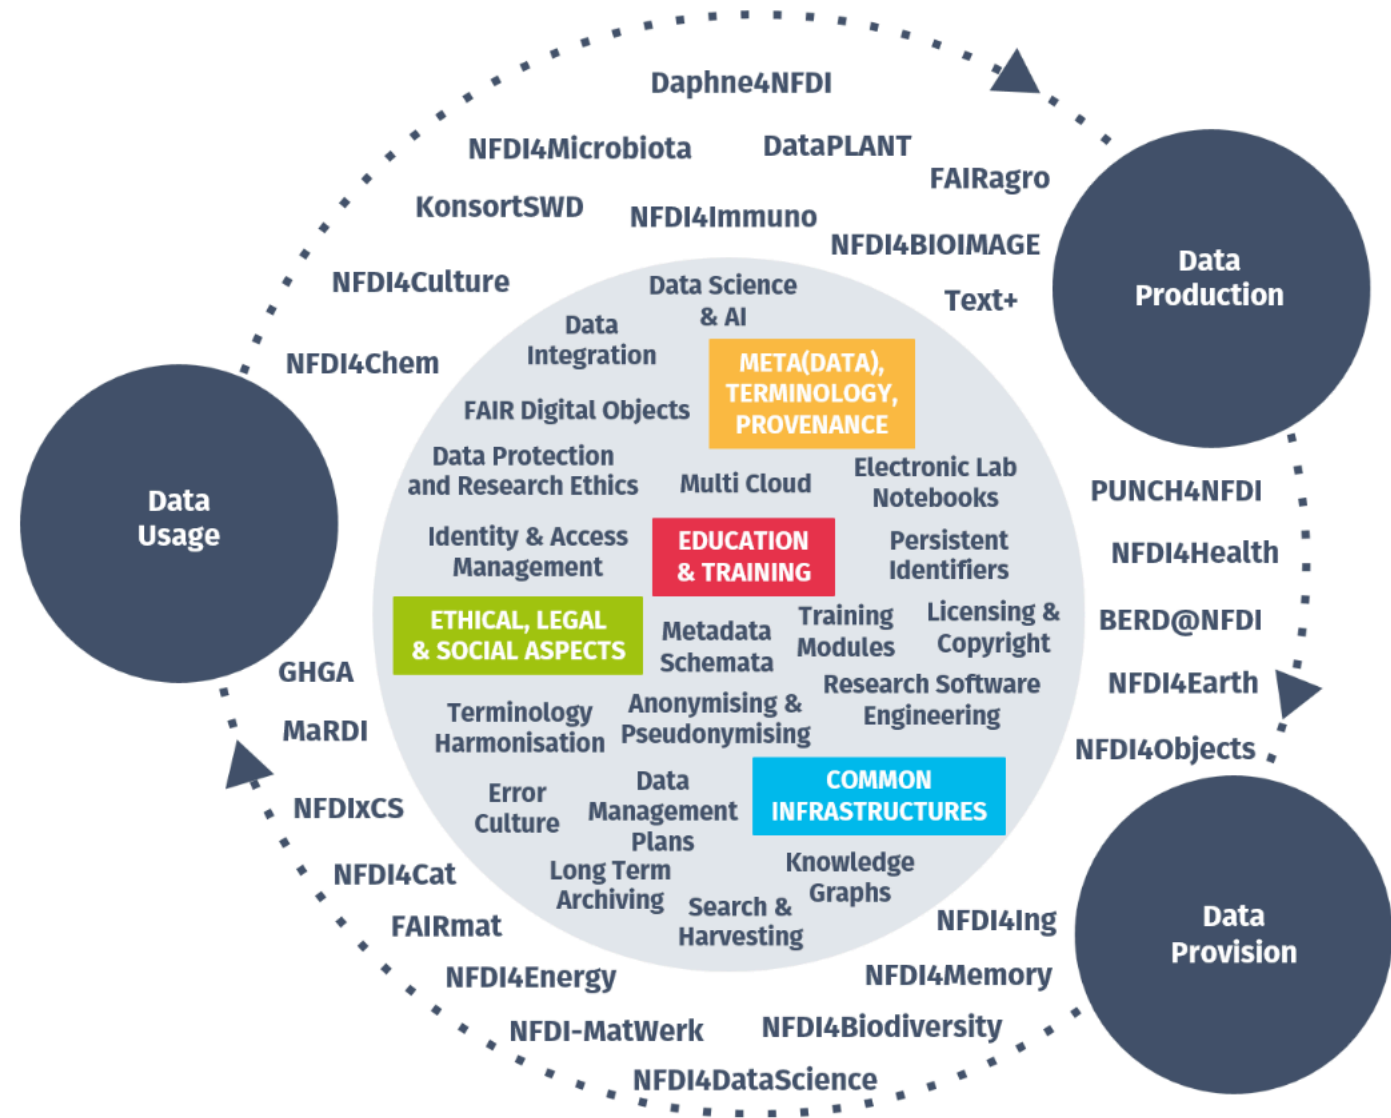 Daphne4NFDI
NFDI4Microbiota
DataPLANT
FAIRagro
KonsortSWD
NFDI4Immuno
NFDI4BIOIMAGE
NFDI4Culture
Text+
NFDI4Chem
Data
Production
Data Science
& AI
Data
Integration
META(DATA),
TERMINOLOGY,
PROVENANCE
FAIR Digital Objects
Data Protection
and Research Ethics
Multi Cloud
Electronic Lab
Notebooks
Data
Usage
Identity & Access
Management
EDUCATION
& TRAINING
Persistent
Identifiers
ETHICAL, LEGAL
& SOCIAL ASPECTS
Metadata
Schemata
Training
Modules
Licensing &
Copyright
Terminology
Harmonisation
Anonymising &
Pseudonymising
Research Software
Engineering
Error
Culture
Data
Management
Plans
COMMON
INFRASTRUCTURES
Long Term
Archiving
Search &
Harvesting
Knowledge
Graphs
PUNCH4NFDI
NFDI4Health
BERD@NFDI
NFDI4Earth
NFDI4Objects
Data
Provision
GHGA
MaRDI
NFDIxCS
NFDI4Cat
FAIRmat
NFDI4Energy
NFDI-MatWerk
NFDI4DataScience
NFDI4Biodiversity
NFDI4Memory
NFDI4Ing